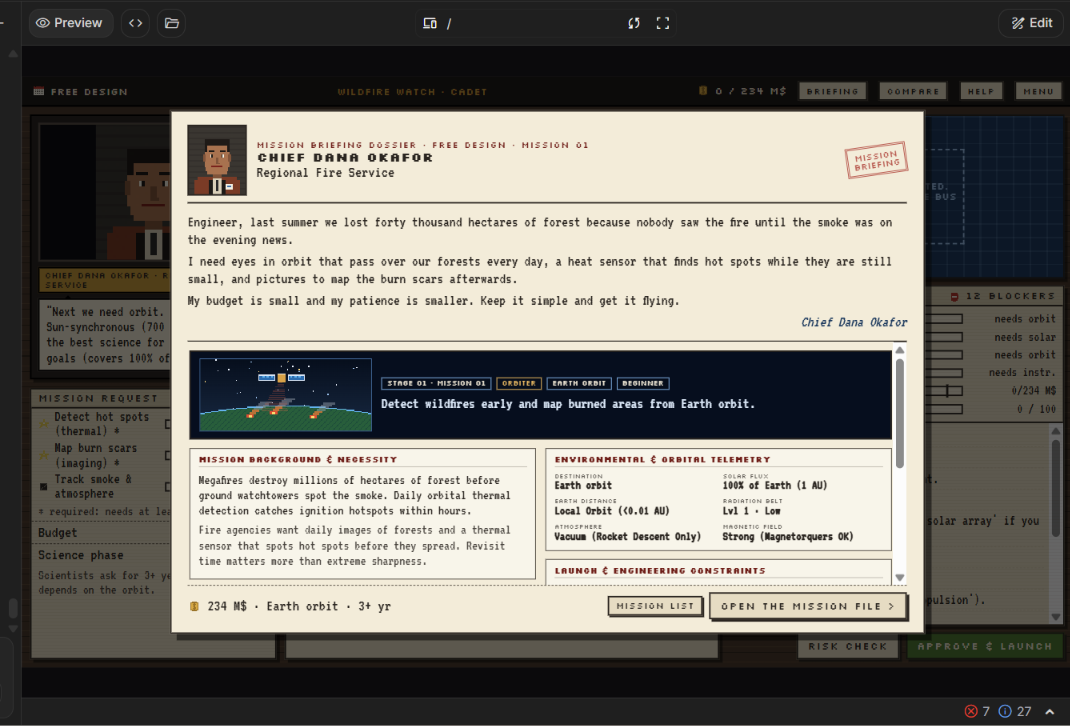 Preview
/
Edit
FREE DESIGN
WILDFIRE WATCH · CADET
0 / 234 M$
BRIEFING
COMPARE
HELP
MENU
MISSION BRIEFING DOSSIER · FREE DESIGN · MISSION 01
CHIEF DANA OKAFOR
Regional Fire Service
MISSION
BRIEFING
Engineer, last summer we lost forty thousand hectares of forest because nobody saw the fire until the smoke was on
the evening news.
I need eyes in orbit that pass over our forests every day, a heat sensor that finds hot spots while they are still
small, and pictures to map the burn scars afterwards.
My budget is small and my patience is smaller. Keep it simple and get it flying.
Chief Dana Okafor
STAGE 01 · MISSION 01
ORBITER
EARTH ORBIT
BEGINNER
Detect wildfires early and map burned areas from Earth orbit.
MISSION BACKGROUND & NECESSITY
Megafires destroy millions of hectares of forest before
ground watchtowers spot the smoke. Daily orbital thermal
detection catches ignition hotspots within hours.
Fire agencies want daily images of forests and a thermal
sensor that spots hot spots before they spread. Revisit
time matters more than extreme sharpness.
ENVIRONMENTAL & ORBITAL TELEMETRY
DESTINATION
Earth orbit
SOLAR FLUX
100% of Earth (1 AU)
EARTH DISTANCE
Local Orbit (<0.01 AU)
RADIATION BELT
Lvl 1 · Low
ATMOSPHERE
Vacuum (Rocket Descent Only)
MAGNETIC FIELD
Strong (Magnetorquers OK)
LAUNCH & ENGINEERING CONSTRAINTS
234 M$ · Earth orbit · 3+ yr
MISSION LIST
OPEN THE MISSION FILE >
CHIEF DANA OKAFOR · R
SERVICE
"Next we need orbit.
Sun-synchronous (700
the best science for
goals (covers 100% of
MISSION REQUEST
Detect hot spots
(thermal) *
Map burn scars
(imaging) *
Track smoke &
atmosphere
* required: needs at lea
Budget
Science phase
Scientists ask for 3+ ye
depends on the orbit.
TED.
BUS
12 BLOCKERS
needs orbit
needs solar
needs orbit
needs instr.
0/234 M$
0 / 100
t.
solar array' if you
pulsion').
RISK CHECK
APPROVE & LAUNCH
7
27